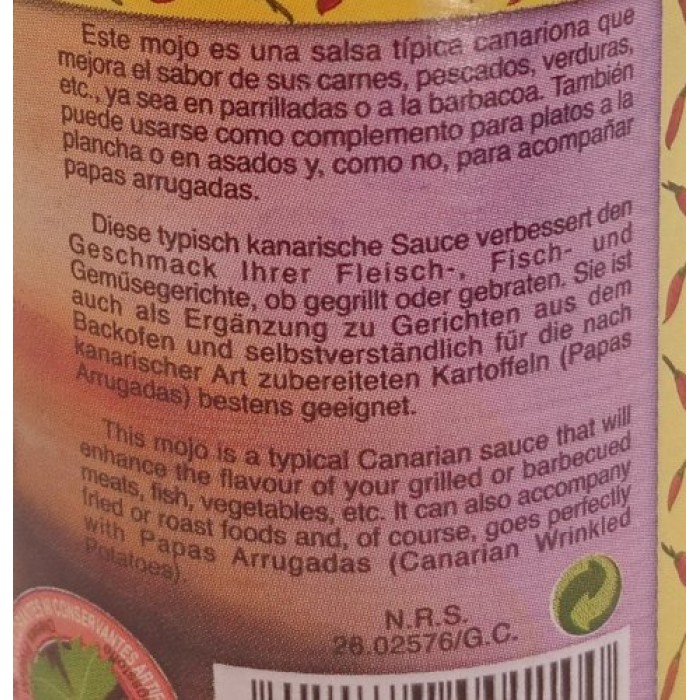 Este mojo es una salsa típica canariona que
mejora el sabor de sus carnes, pescados, verduras,
etc., ya sea en parrilladas o a la barbacoa. También
puede usarse como complemento para platos a la
plancha o en asados y, como no, para acompañar
papas arrugadas.
Diese typisch kanarische Sauce verbessert den
Geschmack Ihrer Fleisch-, Fisch- und
Gemüsegerichte, ob gegrillt oder gebraten. Sie ist
auch als Ergänzung zu Gerichten aus dem
Backofen und selbstverständlich für die nach
kanarischer Art zubereiteten Kartoffeln (Papas
Arrugadas) bestens geeignet.
This mojo is a typical Canarian sauce that will
enhance the flavour of your grilled or barbecued
meats, fish, vegetables, etc. It can also accompany
fried or roast foods and, of course, goes perfectly
with Papas Arrugadas (Canarian Wrinkled
Potatoes).
N.R.S.
28.02576/G.C.
NI CONSERVANTES